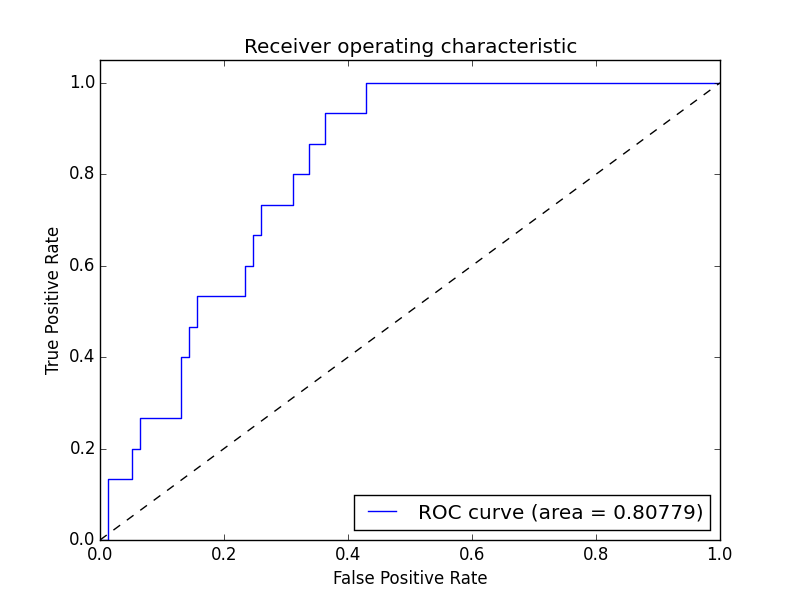 Receiver operating characteristic
1.0
0.8
0.6
0.4
0.2
0.0
True Positive Rate
ROC curve (area = 0.80779)
0.0 0.2 0.4 0.6 0.8 1.0
False Positive Rate